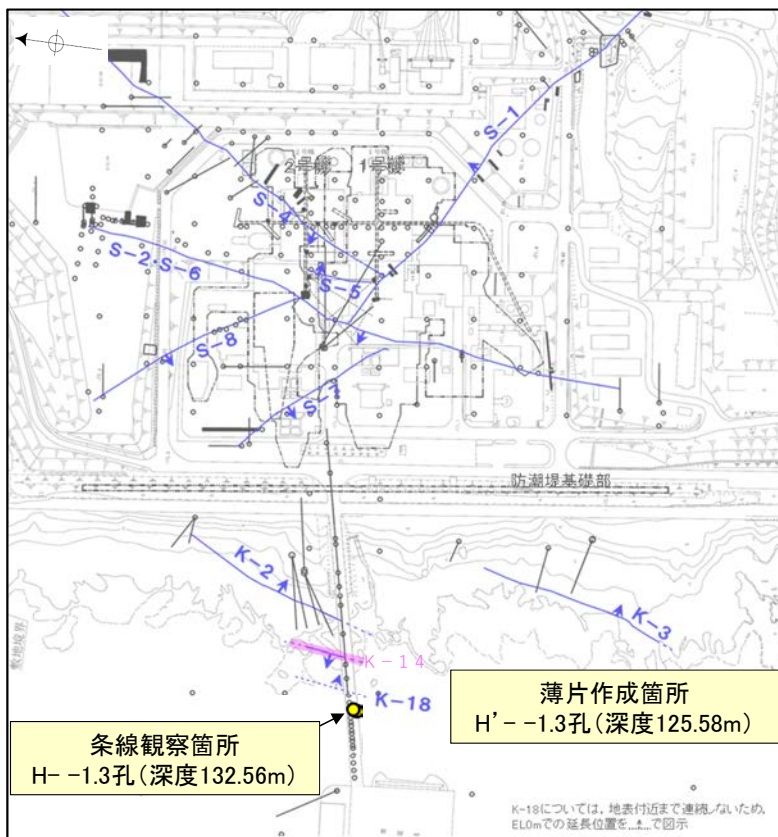 S-1
2号機
1号機
S-4
S-2・S-6
S-5
S-8
S-7
防潮堤基礎部
K-2
K-3
敷地境界
K-14
K-18
薄片作成箇所
H’- -1.3孔(深度125.58m)
条線観察箇所
H- -1.3孔(深度132.56m)
K-18については，地表付近まで連続しないため，
EL0mでの延長位置を
で図示